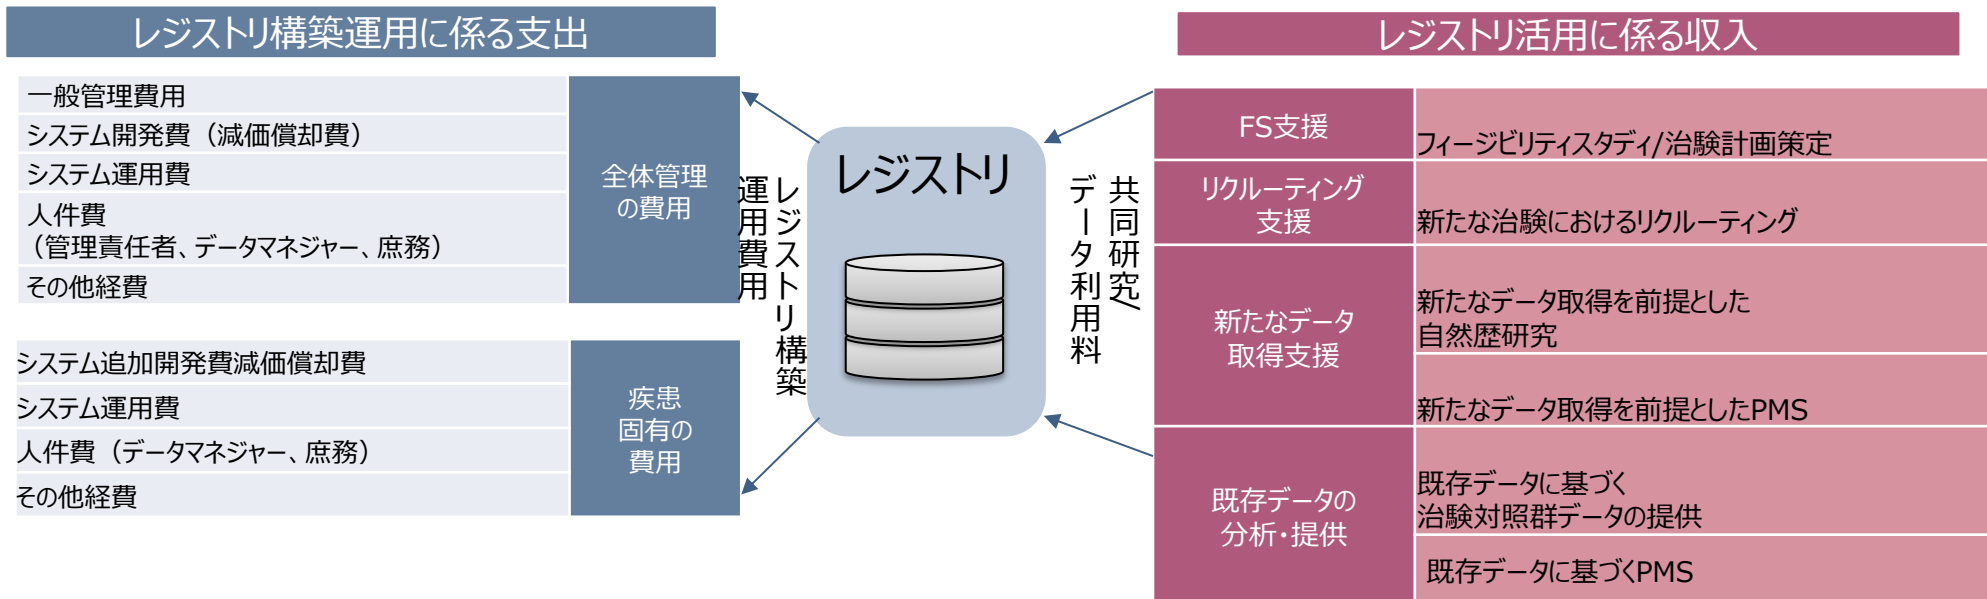 レジストリ構築運用に係る支出
一般管理費用
システム開発費（減価償却費）
システム運用費
人件費
（管理責任者、データマネジャー、庶務）
その他経費
全体管理
の費用
システム追加開発費減価償却費
システム運用費
人件費（データマネジャー、庶務）
その他経費
疾患
固有の
費用
レジストリ構築
運用費用
レジストリ
共同研究/
データ利用料
レジストリ活用に係る収入
FS支援
フィージビリティスタディ/治験計画策定
リクルーティング
支援
新たな治験におけるリクルーティング
新たなデータ
取得支援
新たなデータ取得を前提とした
自然歴研究
新たなデータ取得を前提としたPMS
既存データの
分析・提供
既存データに基づく
治験対照群データの提供
既存データに基づくPMS